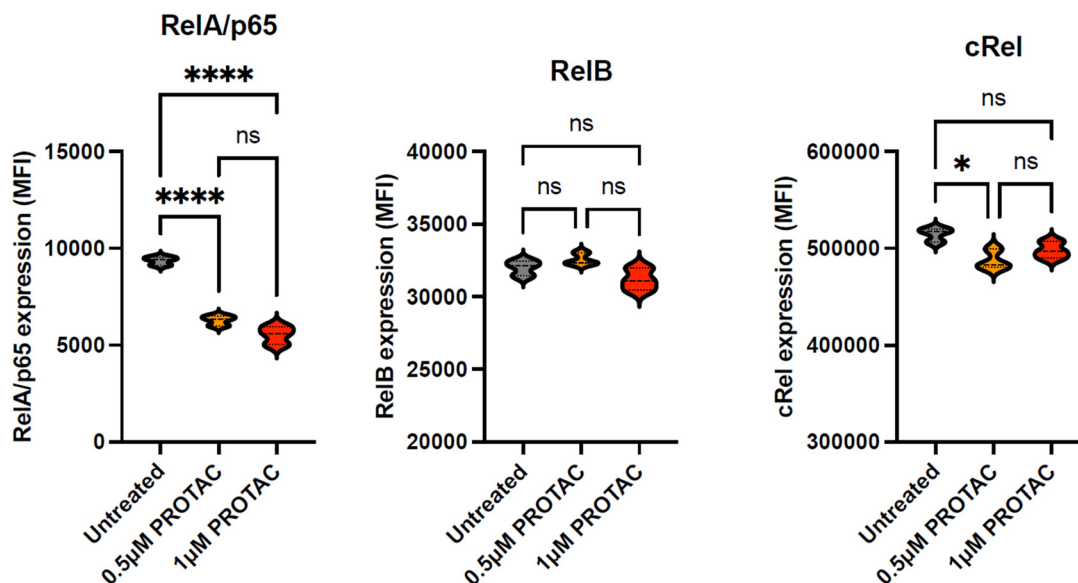 RelA/p65
****
ns
****
RelA/p65 expression (MFI)
15000
10000
5000
0
Untreated
0.5µM PROTAC
1µM PROTAC
RelB
ns
ns
ns
RelB expression (MFI)
40000
35000
30000
25000
20000
Untreated
0.5µM PROTAC
1µM PROTAC
cRel
ns
*
ns
cRel expression (MFI)
600000
500000
400000
300000
Untreated
0.5µM PROTAC
1µM PROTAC